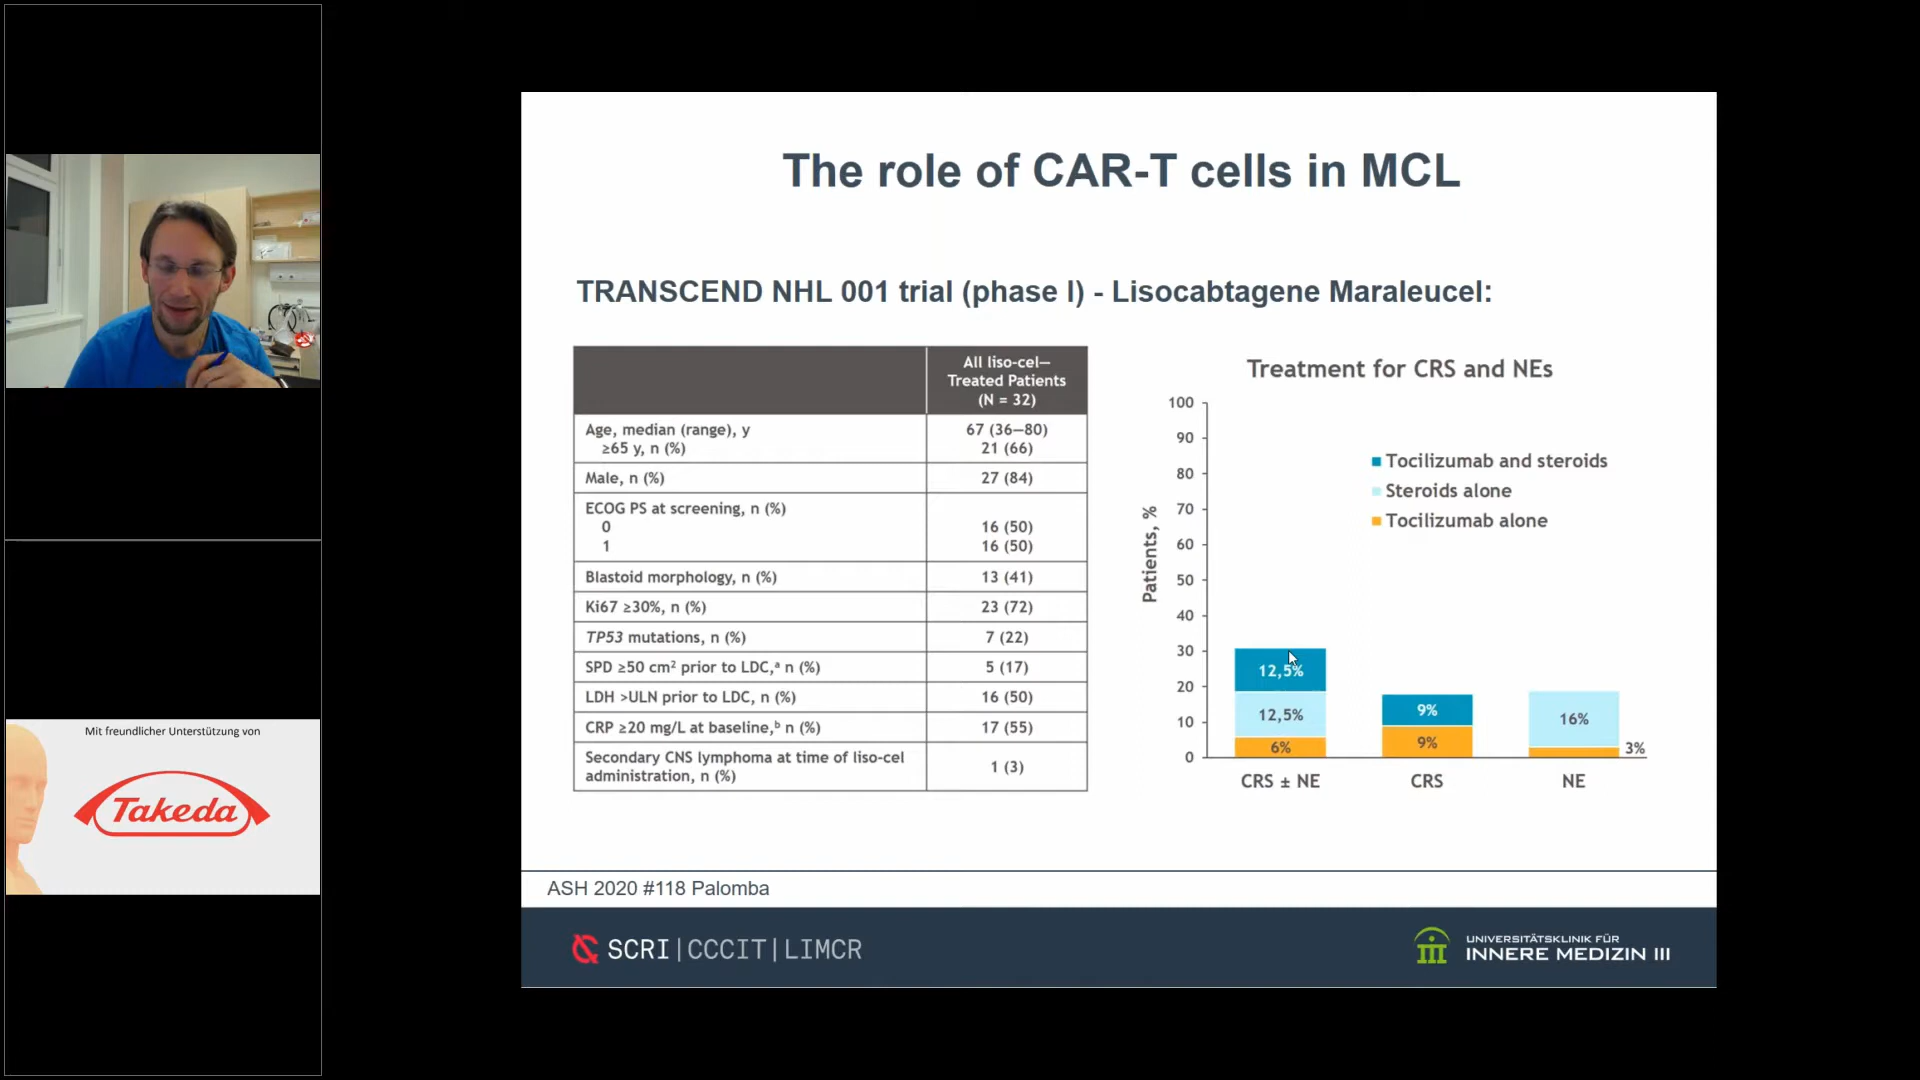 The role of CAR-T cells in MCL
TRANSCEND NHL 001 trial (phase I) - Lisocabtagene Maraleucel:
All liso-cel—
Treated Patients
(N = 32)
Age, median (range), y 67 (36—80)
≥65 y, n (%) 21 (66)
Male, n (%) 27 (84)
ECOG PS at screening, n (%)
0 16 (50)
1 16 (50)
Blastoid morphology, n (%) 13 (41)
Ki67 ≥30%, n (%) 23 (72)
TP53 mutations, n (%) 7 (22)
SPD ≥50 cm² prior to LDC,ᵃ n (%) 5 (17)
LDH >ULN prior to LDC, n (%) 16 (50)
CRP ≥20 mg/L at baseline,ᵇ n (%) 17 (55)
Secondary CNS lymphoma at time of liso-cel
administration, n (%) 1 (3)
Treatment for CRS and NEs
Patients, %
100
90
80
70
60
50
40
30
20
10
0
Tocilizumab and steroids
Steroids alone
Tocilizumab alone
12,5%
12,5%
6%
9%
9%
16%
3%
CRS ± NE
CRS
NE
ASH 2020 #118 Palomba
SCRI|CCCIT|LIMCR
UNIVERSITÄTSKLINIK FÜR
INNERE MEDIZIN III
Mit freundlicher Unterstützung von
Takeda